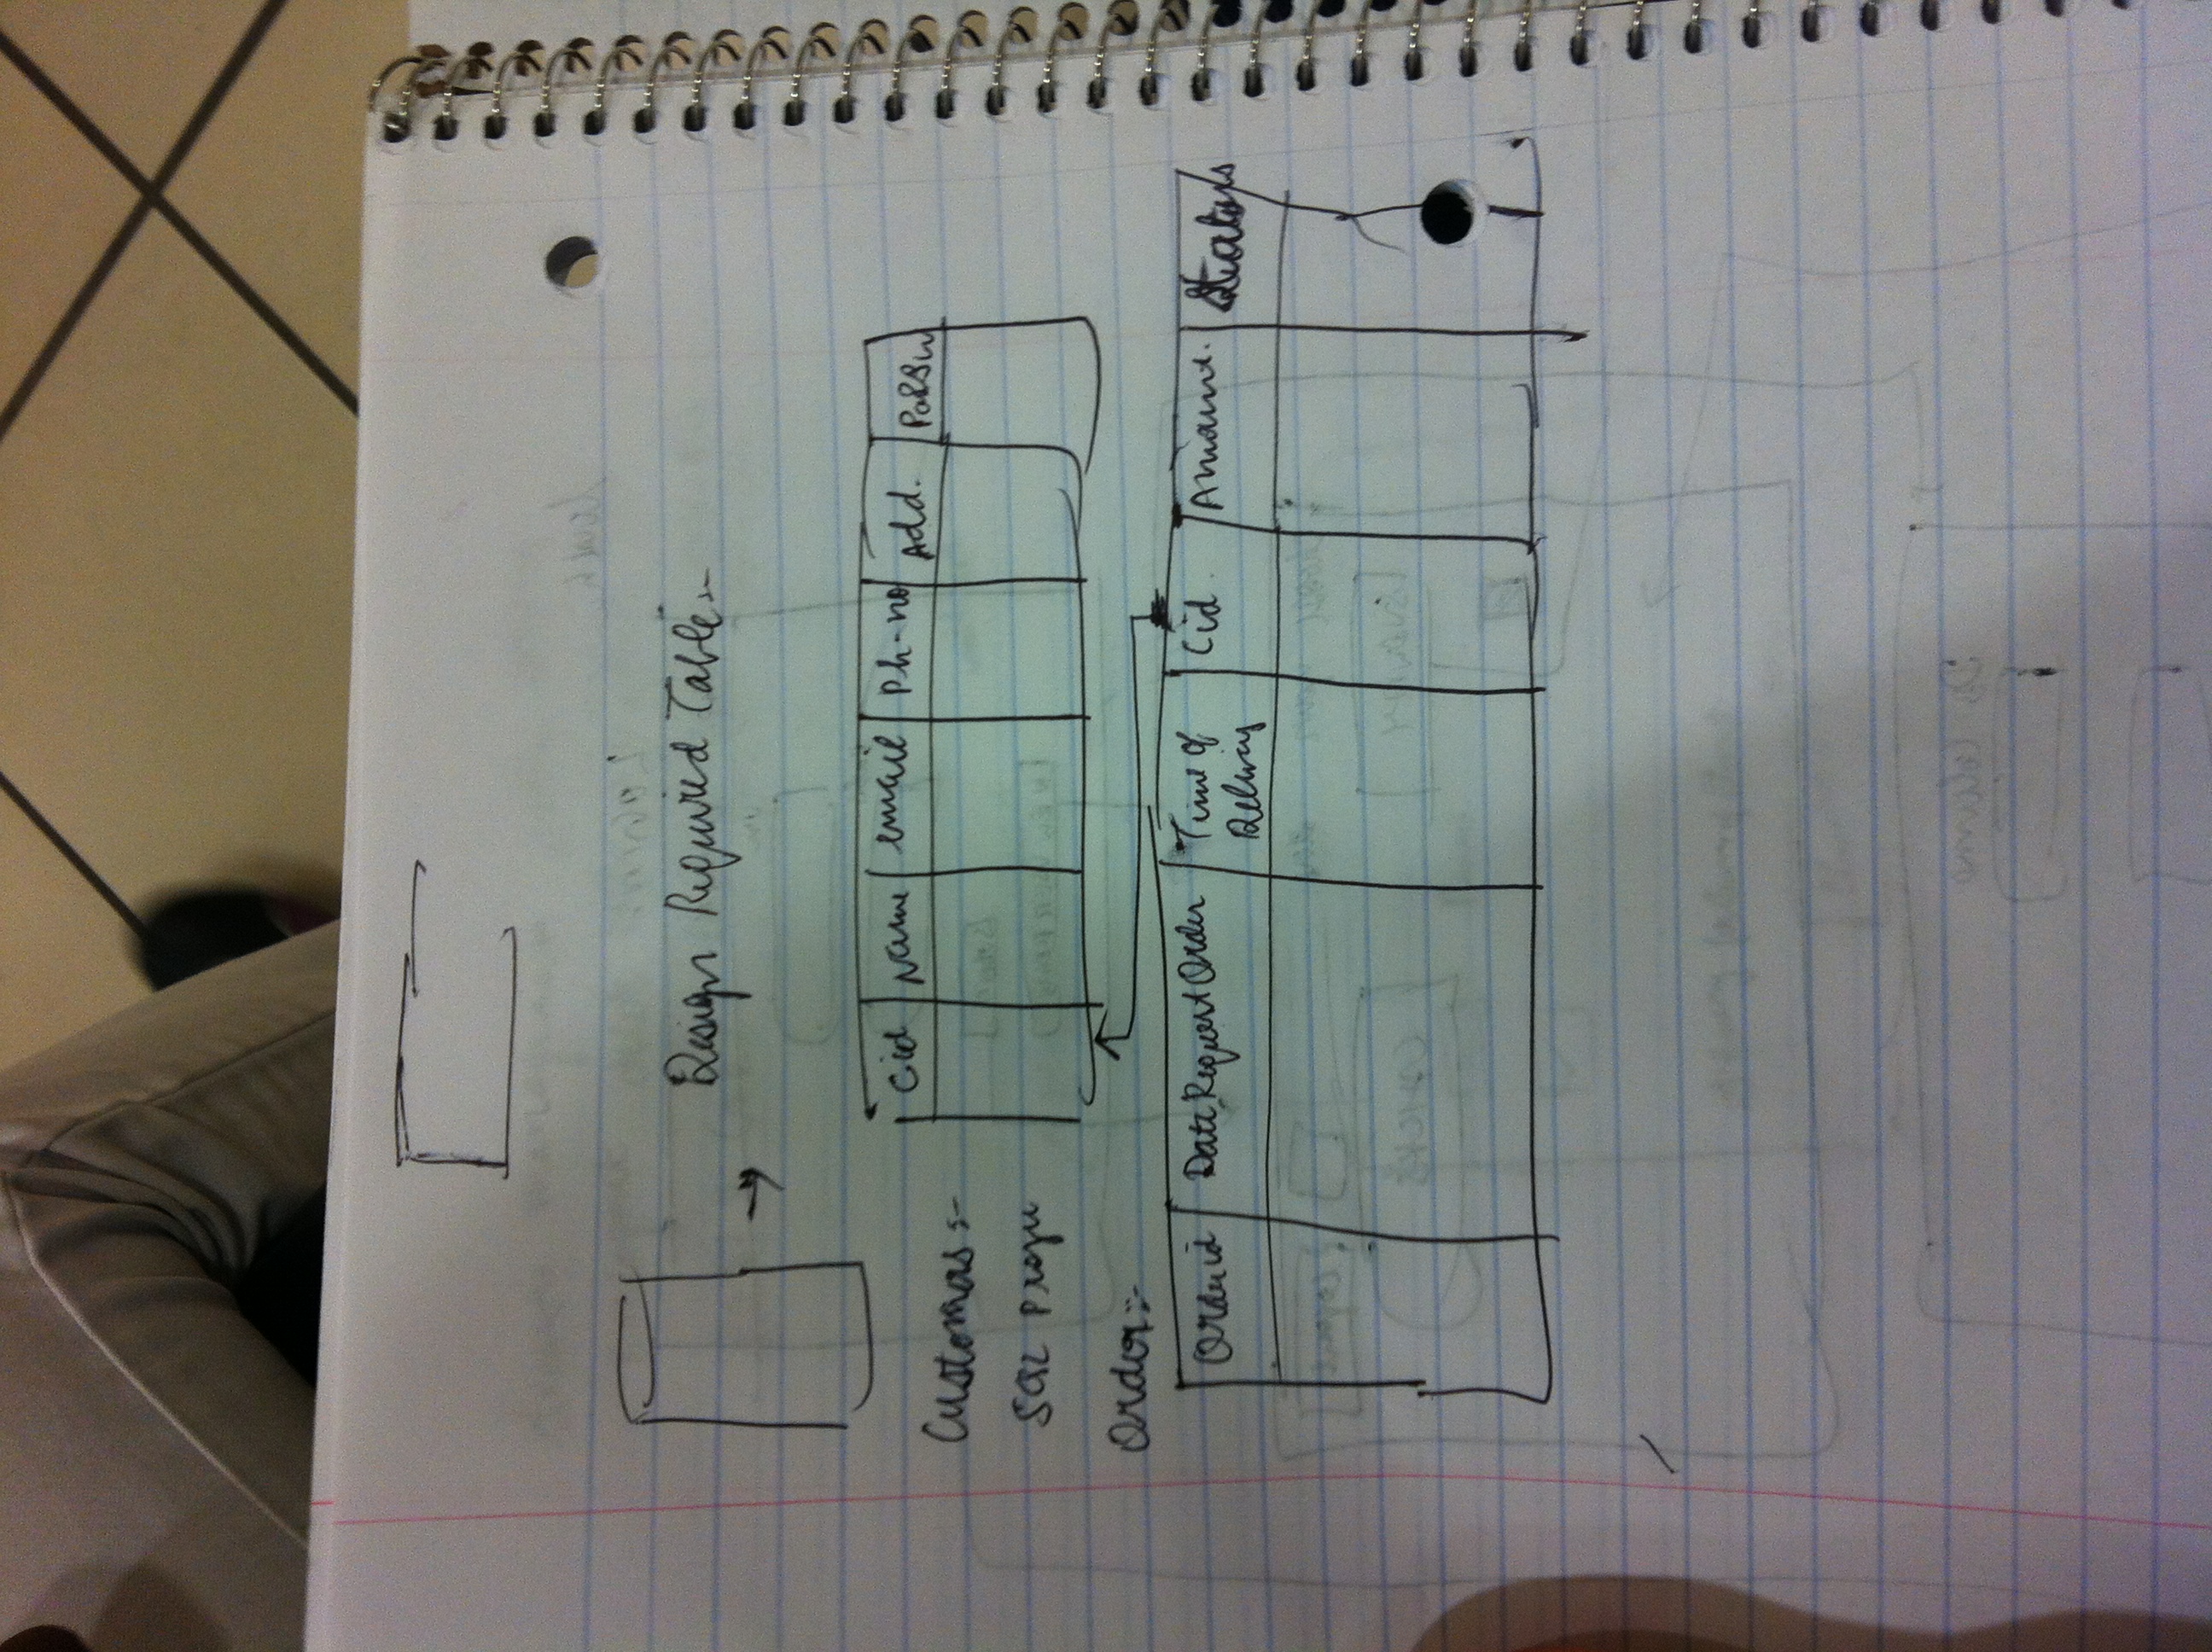 Design Required Table:-
Cid Name email Ph-no Add. Passw
Customers:-
SQL Proje
Order:-
Orderid Date Request Order Time of Cid Amount. Status
Delivery